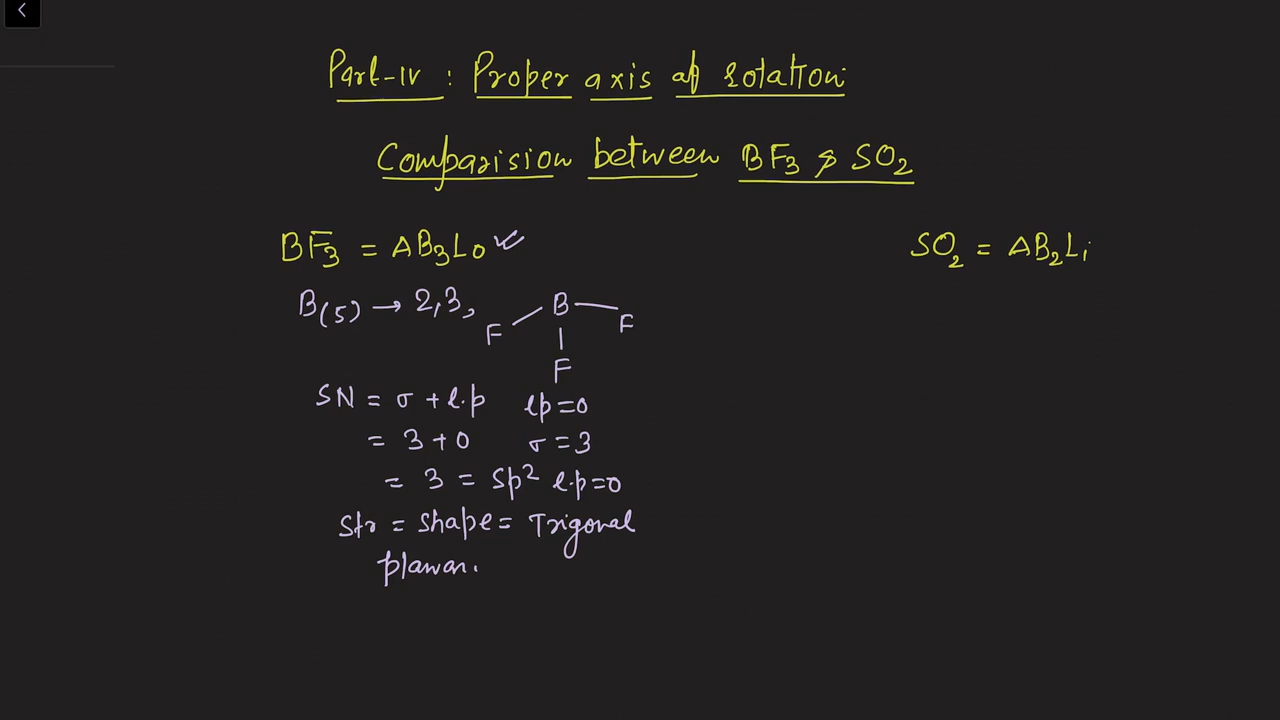 Part-IV : Proper axis of rotation
Comparision between BF3 & SO2
BF3 = AB3L0 ✓
SO2 = AB2L1
B(5) → 2,3,
B
F F
F
SN = σ + l.p lp=0
= 3+0 σ=3
= 3 = Sp2 l.p=0
Str = shape = Trigonal
planar.